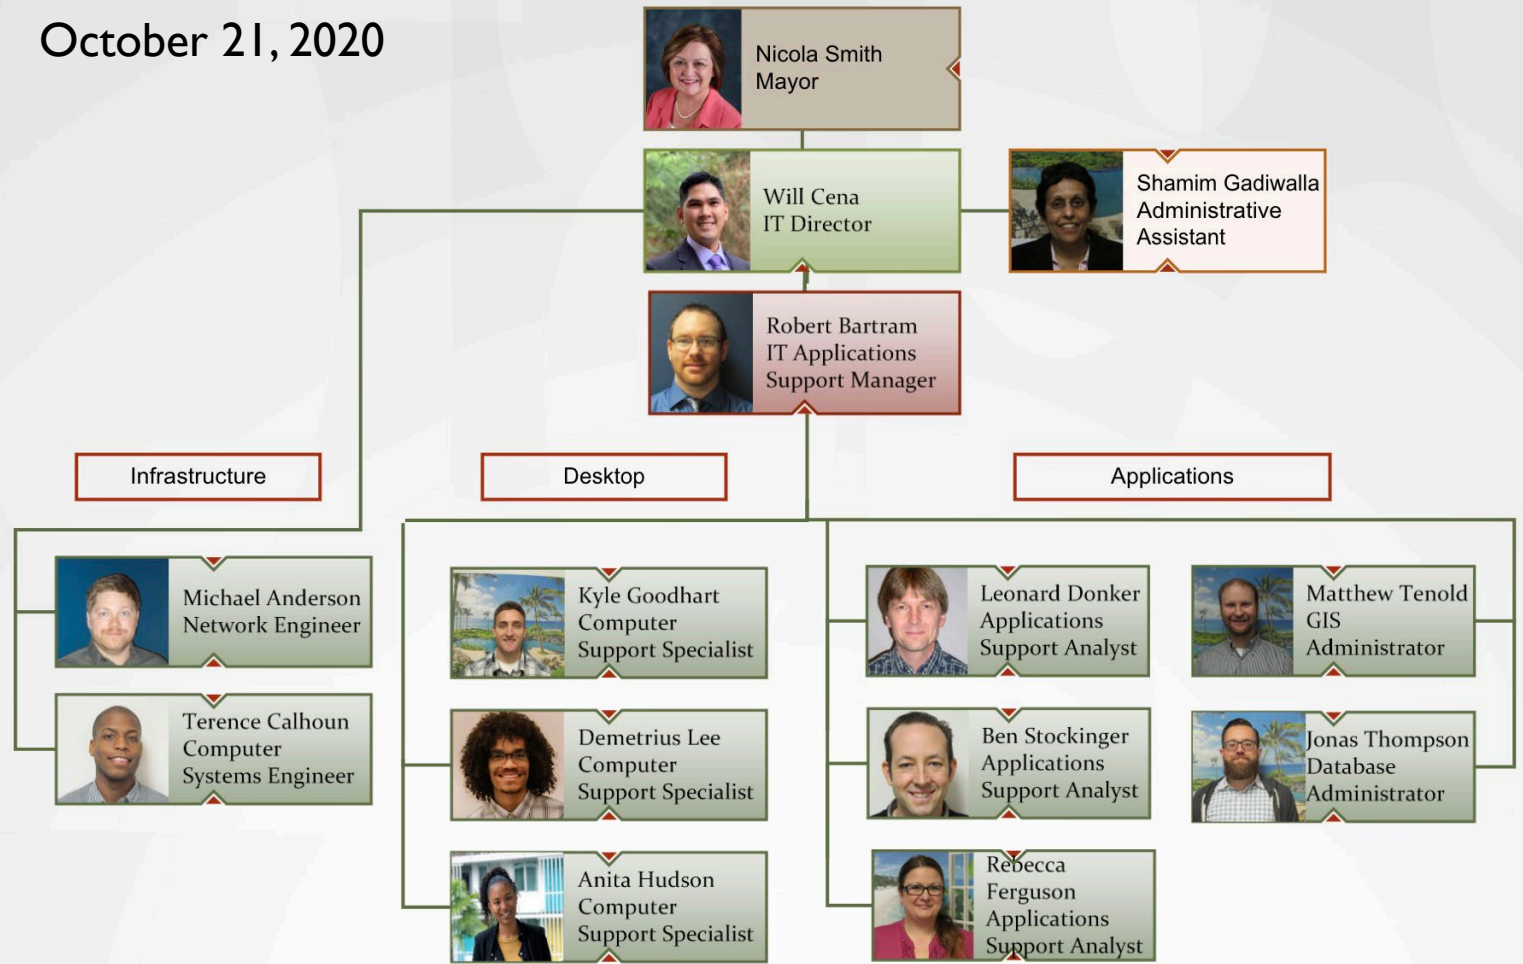 October 21, 2020
Nicola Smith
Mayor
Will Cena
IT Director
Shamim Gadiwalla
Administrative
Assistant
Robert Bartram
IT Applications
Support Manager
Infrastructure
Desktop
Applications
Michael Anderson
Network Engineer
Terence Calhoun
Computer
Systems Engineer
Kyle Goodhart
Computer
Support Specialist
Demetrius Lee
Computer
Support Specialist
Anita Hudson
Computer
Support Specialist
Leonard Donker
Applications
Support Analyst
Ben Stockinger
Applications
Support Analyst
Rebecca
Ferguson
Applications
Support Analyst
Matthew Tenold
GIS
Administrator
Jonas Thompson
Database
Administrator